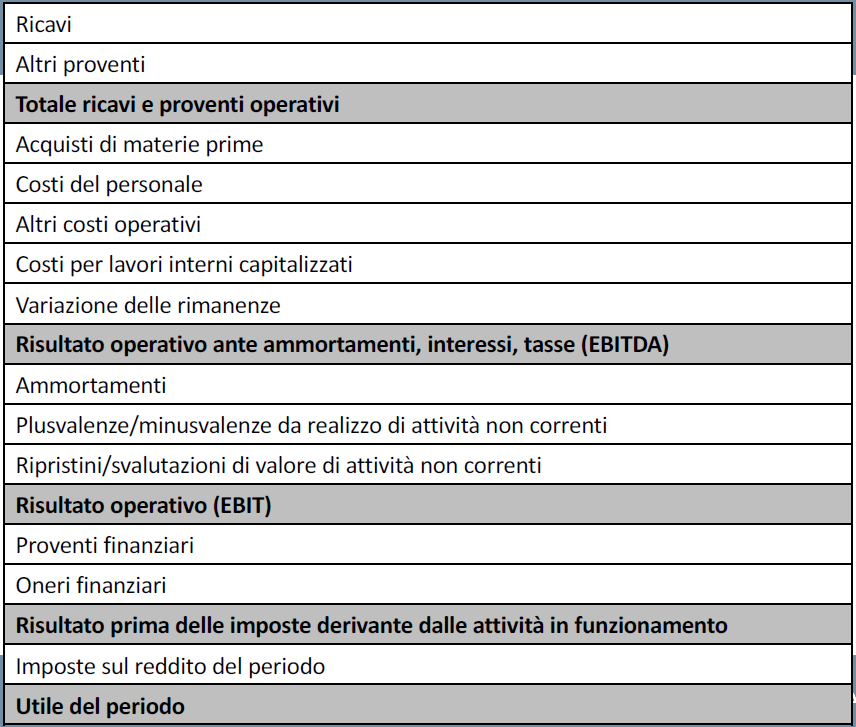 Ricavi
Altri proventi
Totale ricavi e proventi operativi
Acquisti di materie prime
Costi del personale
Altri costi operativi
Costi per lavori interni capitalizzati
Variazione delle rimanenze
Risultato operativo ante ammortamenti, interessi, tasse (EBITDA)
Ammortamenti
Plusvalenze/minusvalenze da realizzo di attività non correnti
Ripristini/svalutazioni di valore di attività non correnti
Risultato operativo (EBIT)
Proventi finanziari
Oneri finanziari
Risultato prima delle imposte derivante dalle attività in funzionamento
Imposte sul reddito del periodo
Utile del periodo